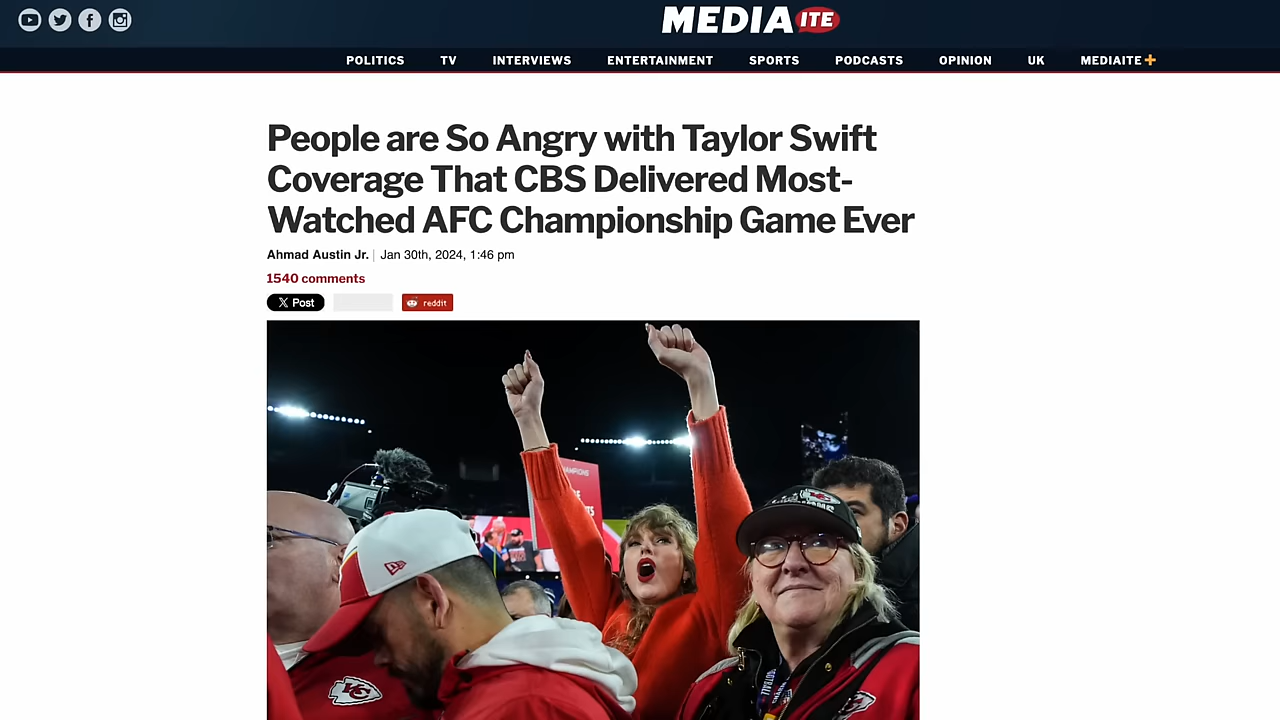 MEDIAITE
POLITICS TV INTERVIEWS ENTERTAINMENT SPORTS PODCASTS OPINION UK MEDIAITE+
People are So Angry with Taylor Swift
Coverage That CBS Delivered Most-
Watched AFC Championship Game Ever
Ahmad Austin Jr. | Jan 30th, 2024, 1:46 pm
1540 comments
X Post reddit
FOOTBALL